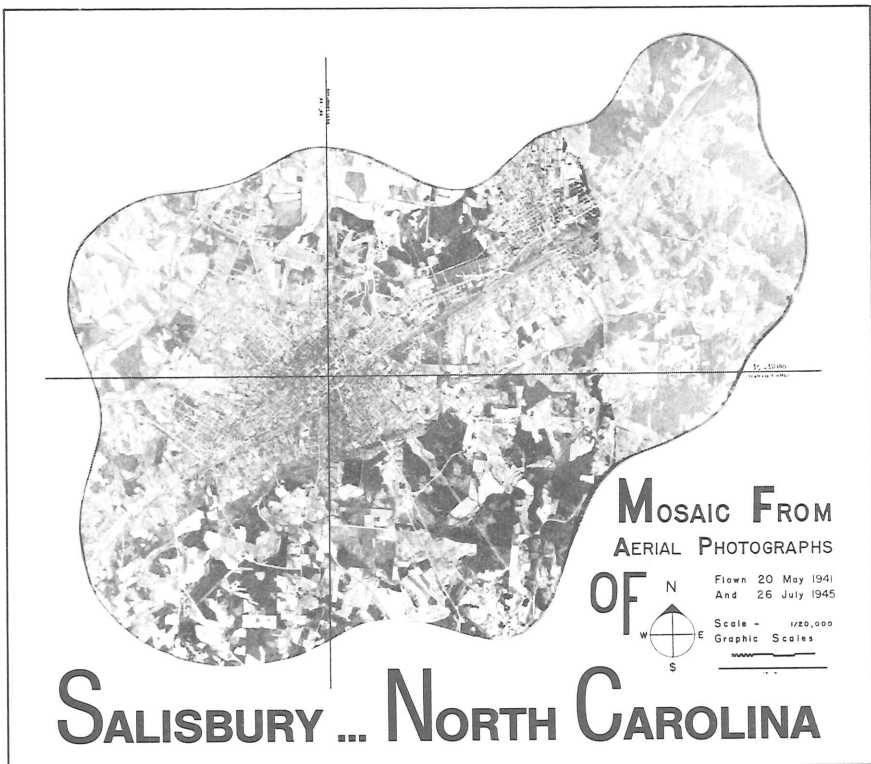 Mosaic From
Aerial Photographs
OF
Flown 20 May 1941
And 26 July 1945
N
W E
S
Scale = 1/20,000
Graphic Scales
Salisbury ... North Carolina